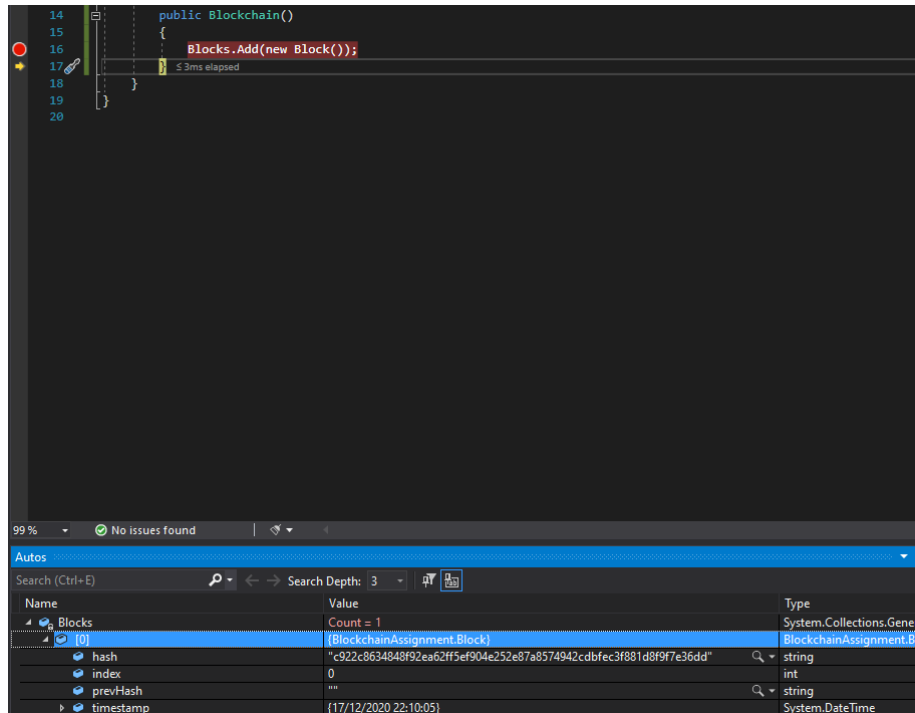 14 public Blockchain()
15 {
16 Blocks.Add(new Block());
17 } ≤ 3ms elapsed
18 }
19 }
20
99 % No issues found
Autos
Search (Ctrl+E) Search Depth: 3
Name Value Type
Blocks Count = 1 System.Collections.Gene
[0] {BlockchainAssignment.Block} BlockchainAssignment.B
hash "c922c8634848f92ea62ff5ef904e252e87a8574942cdbfec3f881d8f9f7e36dd" string
index 0 int
prevHash "" string
timestamp {17/12/2020 22:10:05} System.DateTime